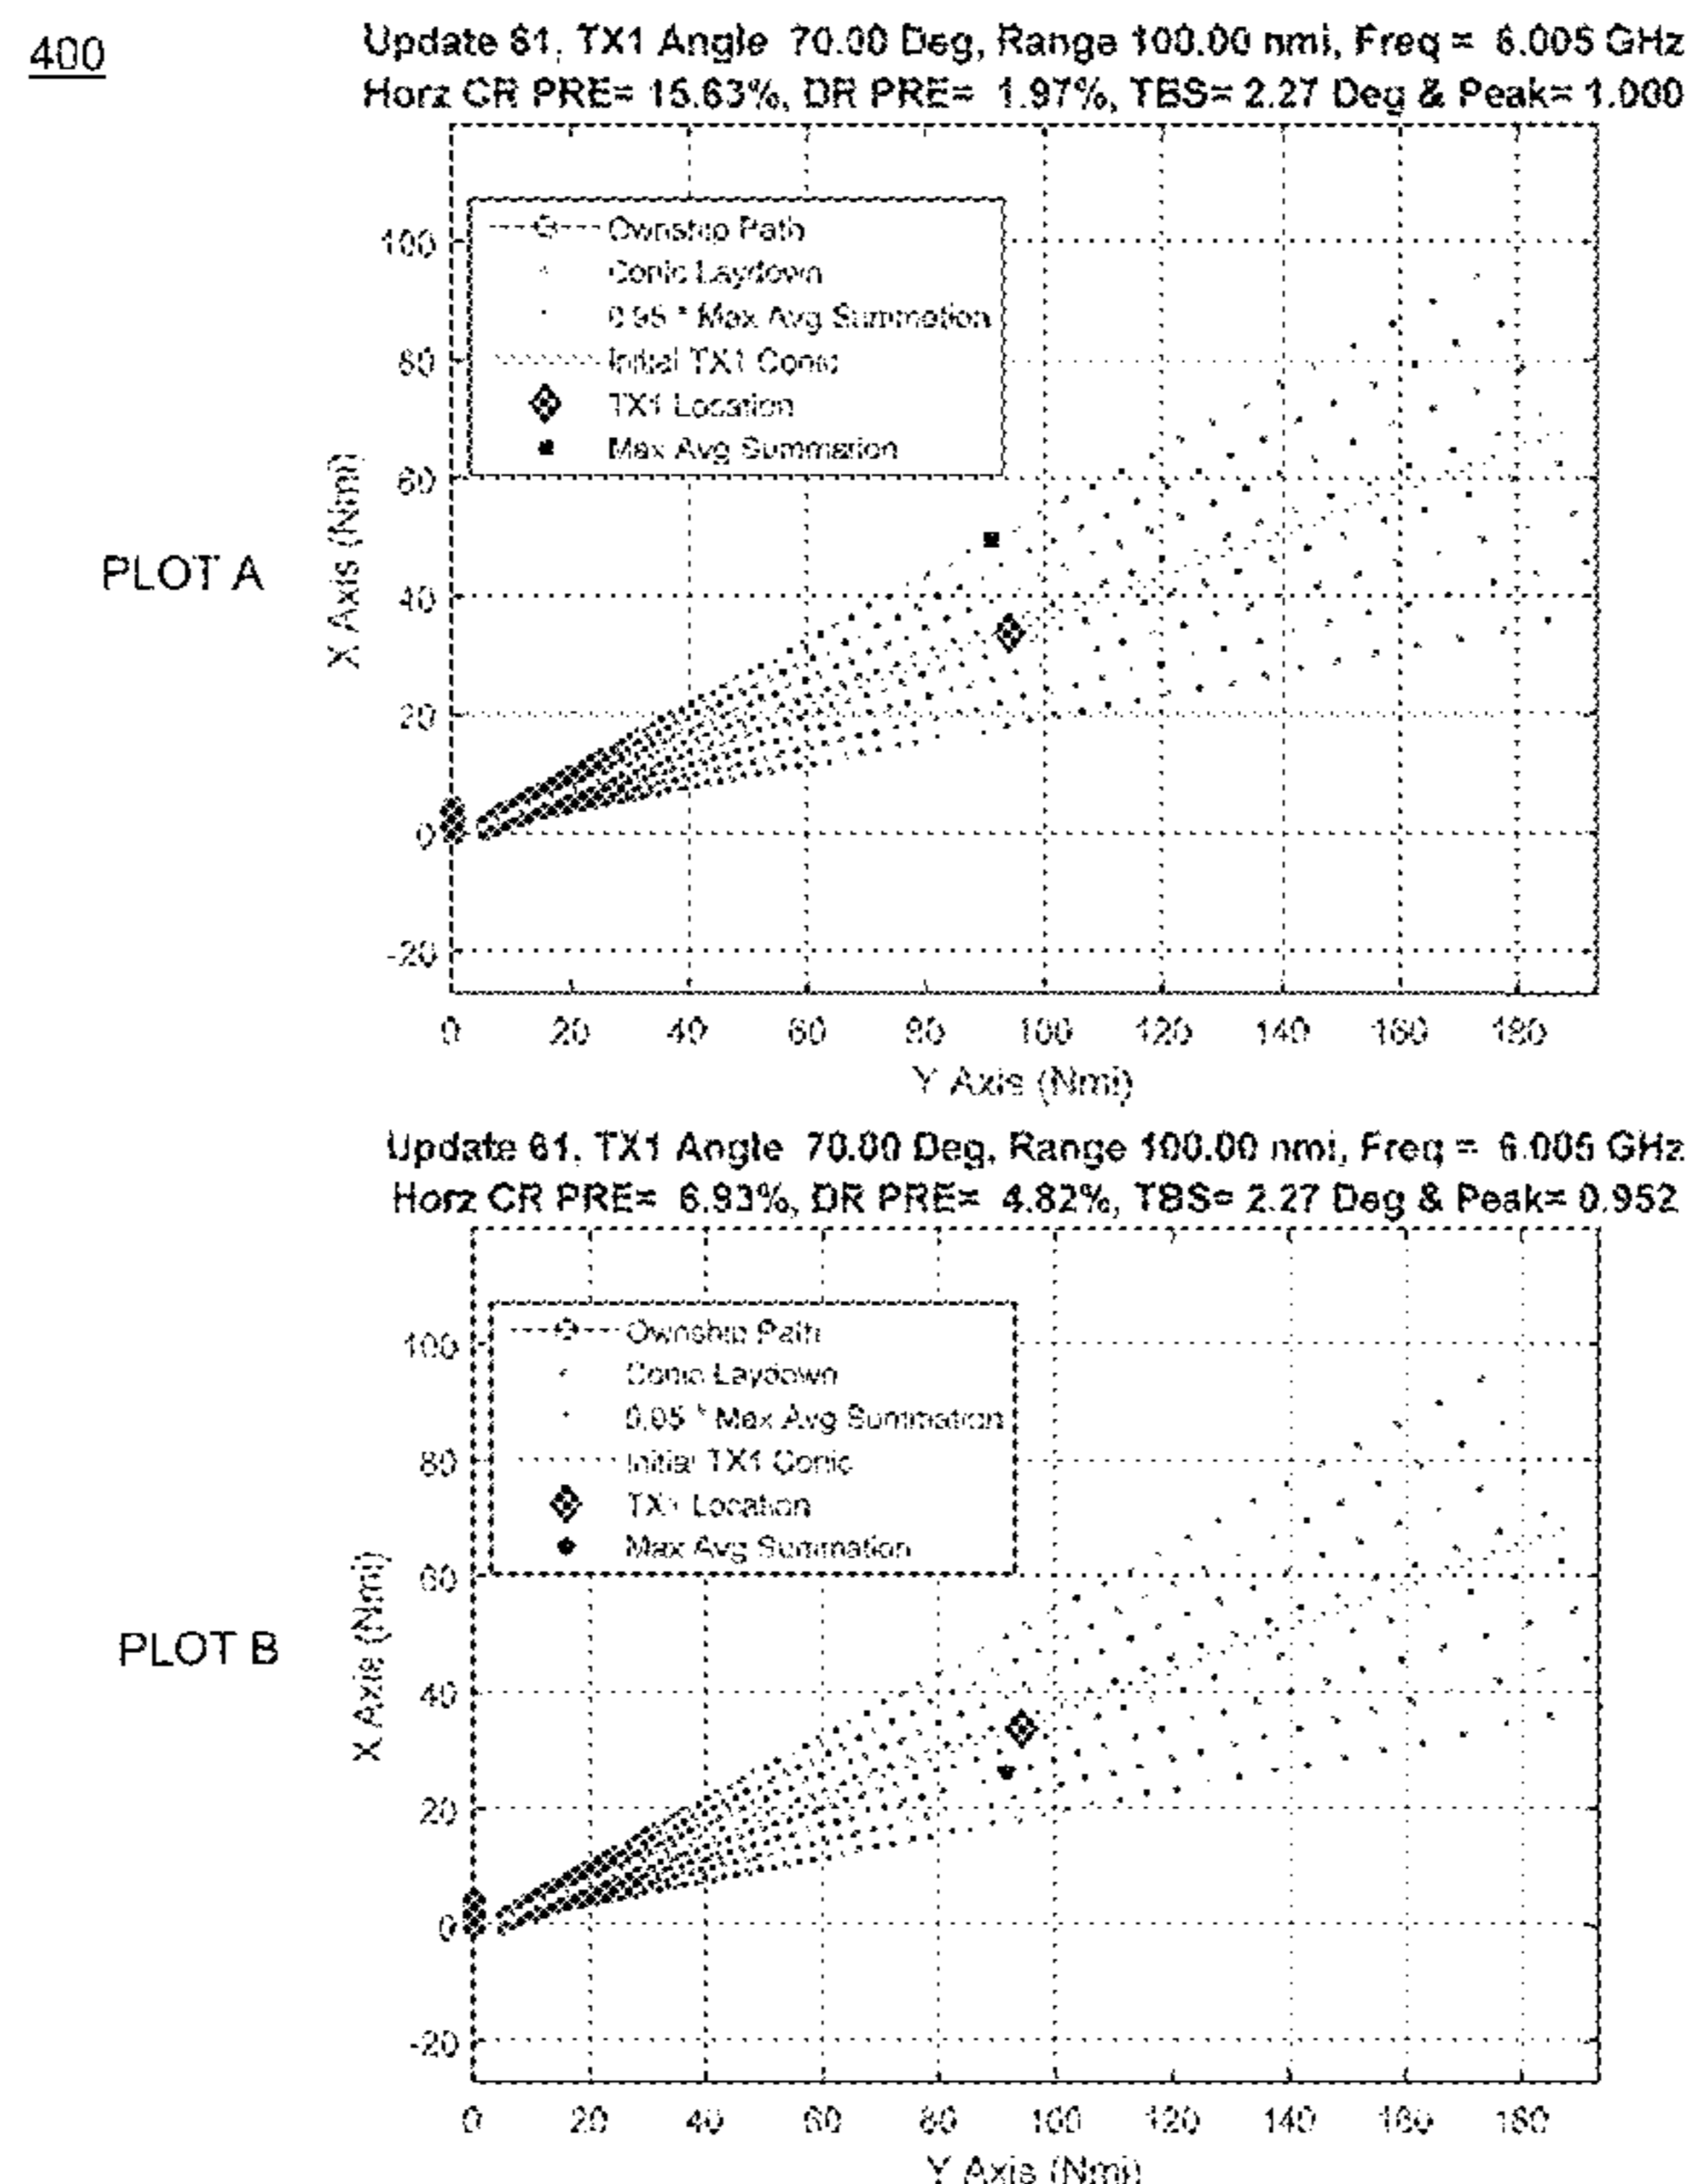 400
Update 61, TX1 Angle 70.00 Deg, Range 100.00 nmi, Freq = 6.005 GHz
Horz CR PRE= 15.63%, DR PRE= 1.97%, TBS= 2.27 Deg & Peak= 1.000
Ownship Path
Conic Laydown
0.95 * Max Avg Summation
Initial TX1 Conic
TX1 Location
Max Avg Summation
100
80
60
40
20
0
-20
X Axis (Nmi)
PLOT A
0 20 40 60 80 100 120 140 160 180
Y Axis (Nmi)
Update 61, TX1 Angle 70.00 Deg, Range 100.00 nmi, Freq = 6.005 GHz
Horz CR PRE= 6.93%, DR PRE= 4.82%, TBS= 2.27 Deg & Peak= 0.952
Ownship Path
Conic Laydown
0.95 * Max Avg Summation
Initial TX1 Conic
TX1 Location
Max Avg Summation
100
80
60
40
20
0
-20
X Axis (Nmi)
PLOT B
0 20 40 60 80 100 120 140 160 180
Y Axis (Nmi)